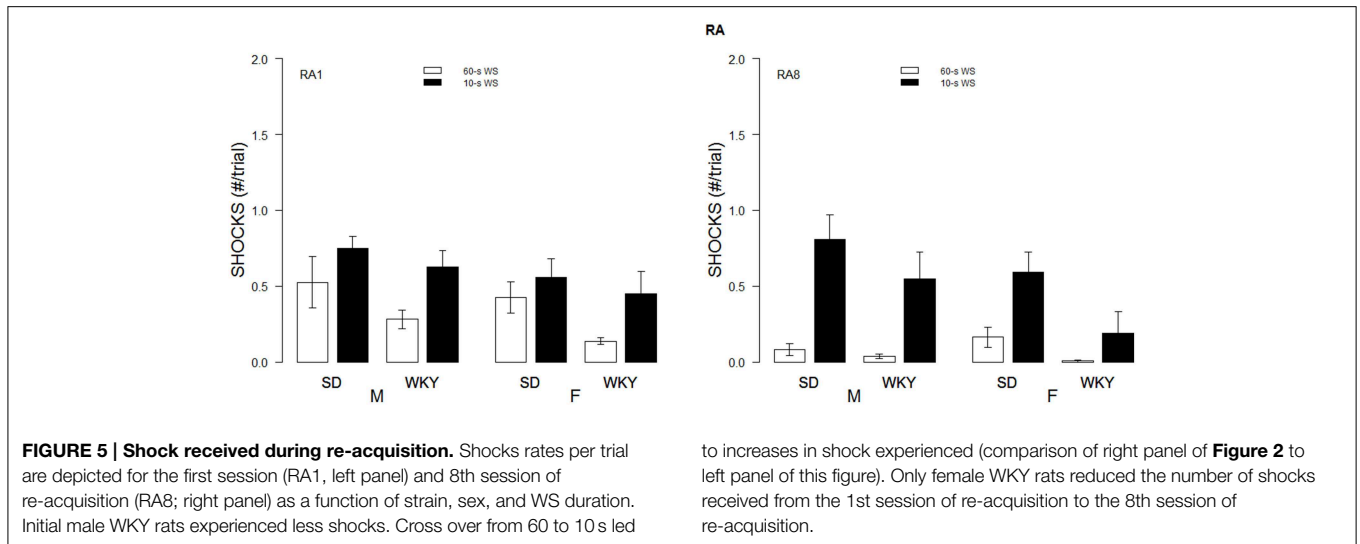 RA
2.0
1.5
1.0
0.5
0.0
SHOCKS (#/trial)
RA1
60-s WS
10-s WS
SD
WKY
SD
WKY
M
F
2.0
1.5
1.0
0.5
0.0
SHOCKS (#/trial)
RA8
60-s WS
10-s WS
SD
WKY
SD
WKY
M
F
FIGURE 5 | Shock received during re-acquisition. Shocks rates per trial
are depicted for the first session (RA1, left panel) and 8th session of
re-acquisition (RA8; right panel) as a function of strain, sex, and WS duration.
Initial male WKY rats experienced less shocks. Cross over from 60 to 10 s led
to increases in shock experienced (comparison of right panel of Figure 2 to
left panel of this figure). Only female WKY rats reduced the number of shocks
received from the 1st session of re-acquisition to the 8th session of
re-acquisition.